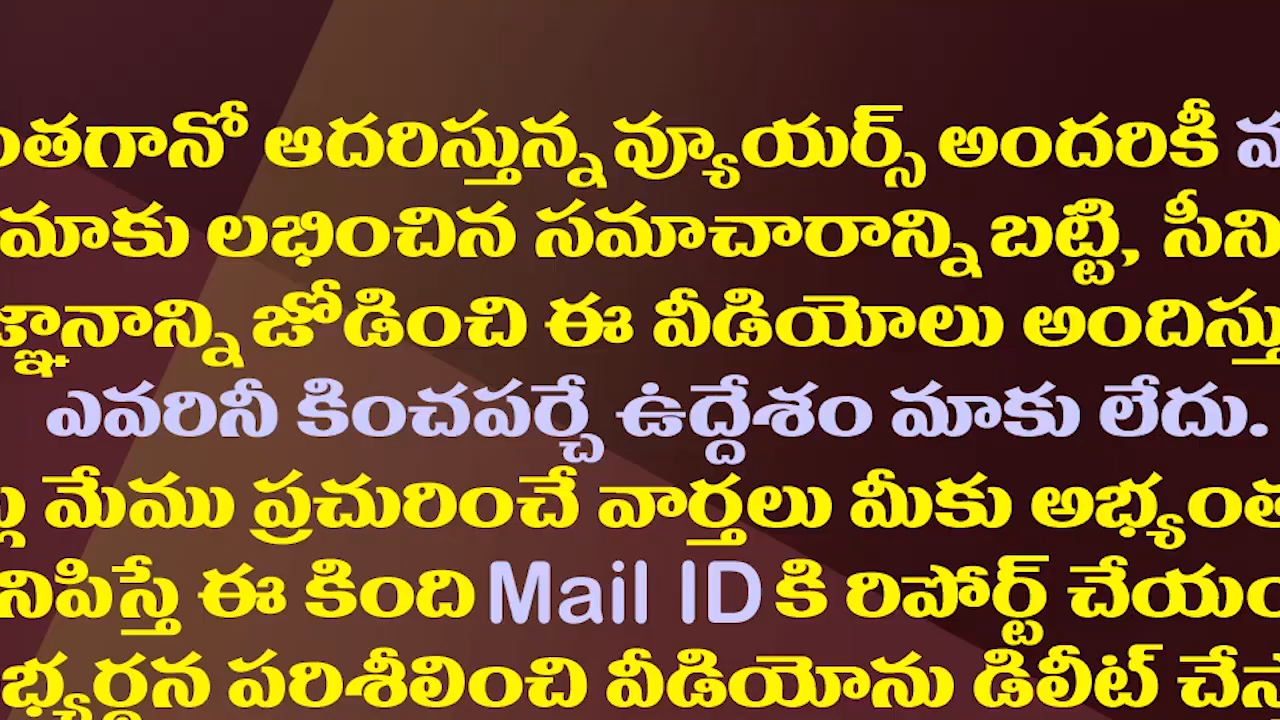 ంతగానో ఆదరిస్తున్న వ్యూయర్స్ అందరికీ
మాకు లభించిన సమాచారాన్ని బట్టి, సీని
జ్ఞానాన్ని జోడించి ఈ వీడియోలు అందిస్తు
ఎవరినీ కించపర్చే ఉద్దేశం మాకు లేదు.
మేము ప్రచురించే వార్తలు మీకు అభ్యంత
నిపిస్తే ఈ కింది Mail ID కి రిపోర్ట్ చేయం
భ్యర్థన పరిశీలించి వీడియోను డిలీట్ చేస